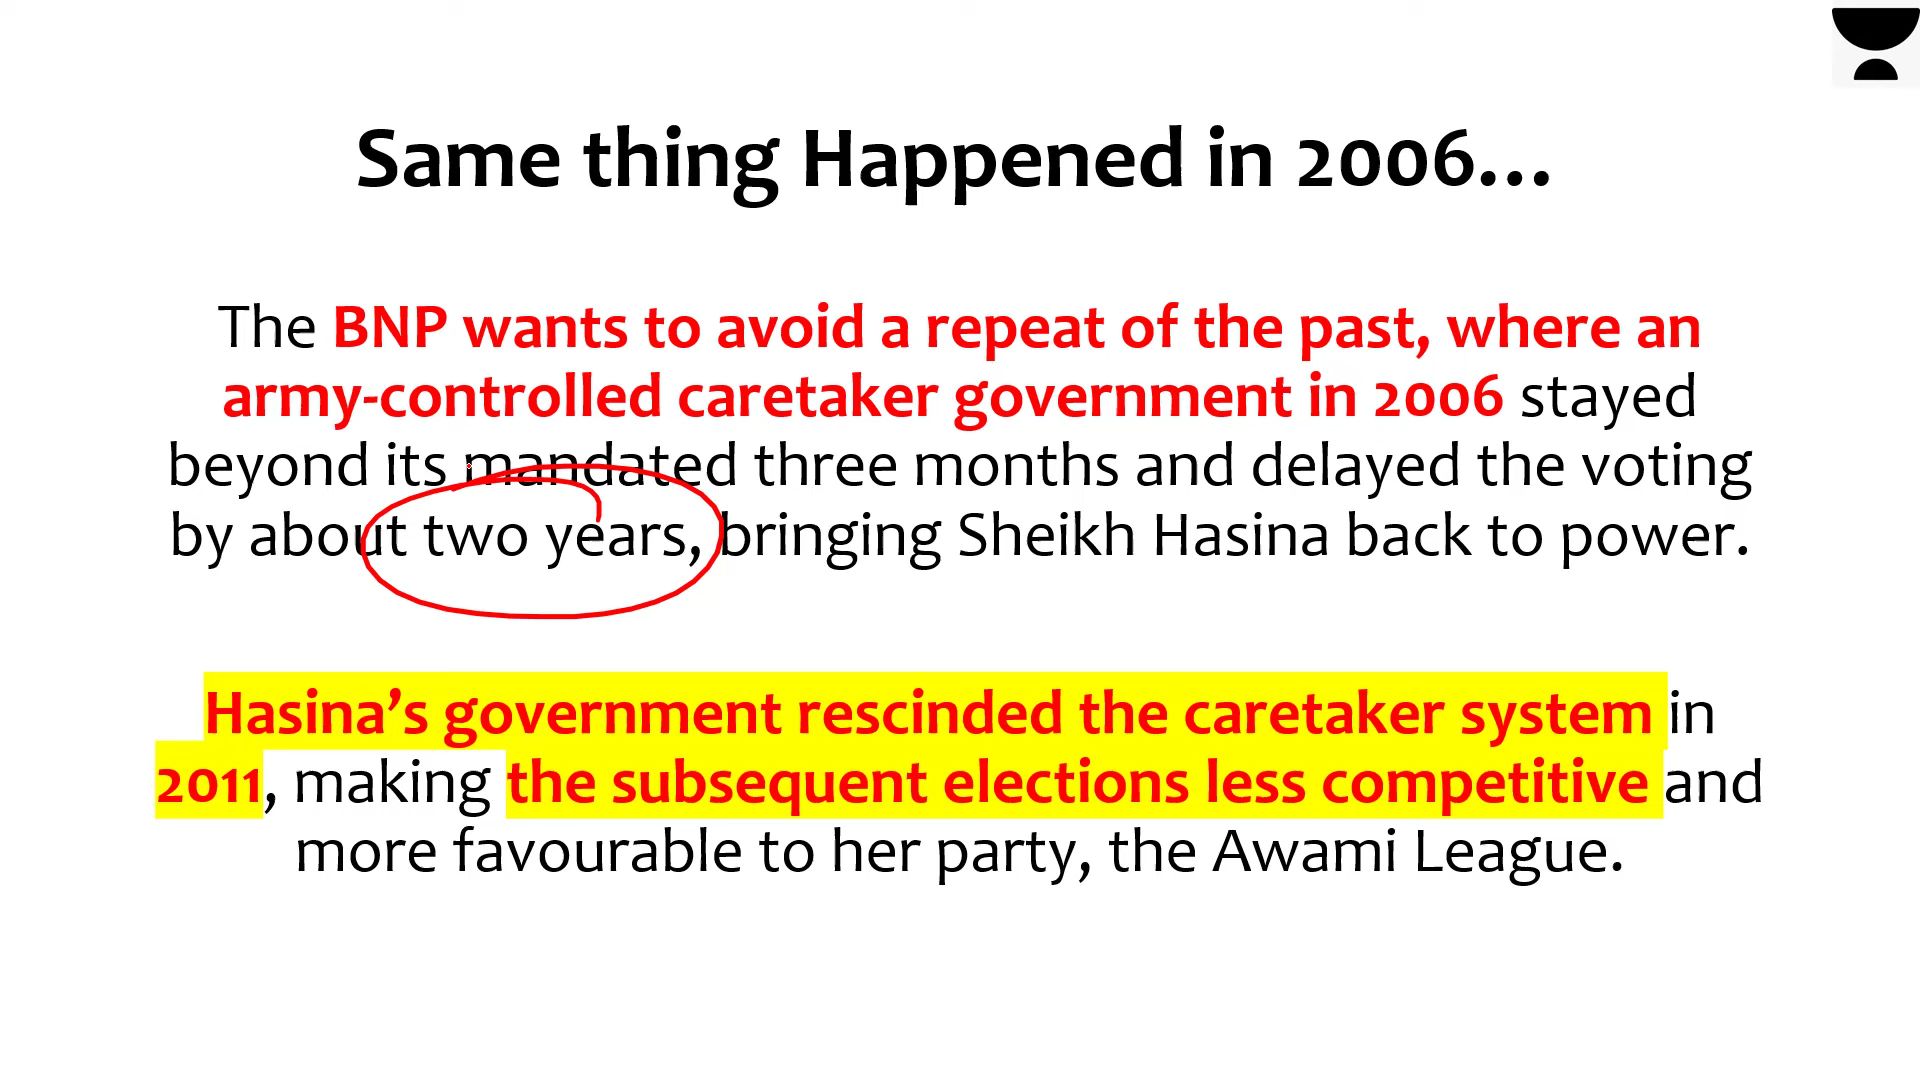 Same thing Happened in 2006...
The BNP wants to avoid a repeat of the past, where an
army-controlled caretaker government in 2006 stayed
beyond its mandated three months and delayed the voting
by about two years, bringing Sheikh Hasina back to power.
Hasina’s government rescinded the caretaker system in
2011, making the subsequent elections less competitive and
more favourable to her party, the Awami League.